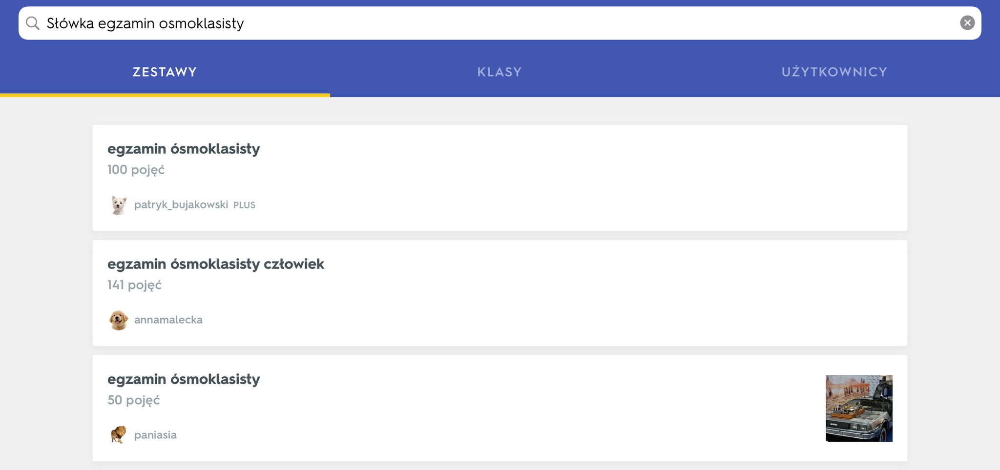 Słówka egzamin osmoklasisty
ZESTAWY
KLASY
UŻYTKOWNICY
egzamin ósmoklasisty
100 pojęć
patryk_bujakowski PLUS
egzamin ósmoklasisty człowiek
141 pojęć
annamalecka
egzamin ósmoklasisty
50 pojęć
paniasia